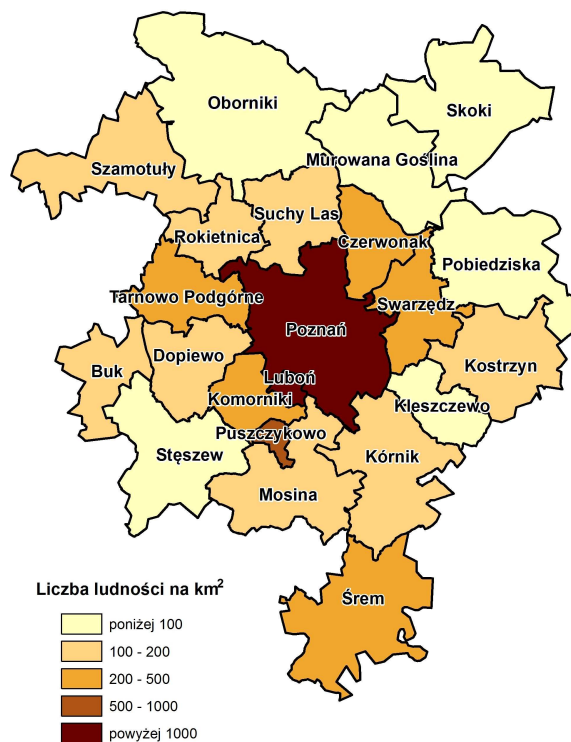 Oborniki
Skoki
Murowana Goślina
Szamotuły
Suchy Las
Rokietnica
Czerwonak
Pobiedziska
Tarnowo Podgórne
Swarzędz
Poznań
Buk
Dopiewo
Kostrzyn
Luboń
Komorniki
Kleszczewo
Puszczykowo
Stęszew
Kórnik
Mosina
Śrem
Liczba ludności na km²
poniżej 100
100 - 200
200 - 500
500 - 1000
powyżej 1000